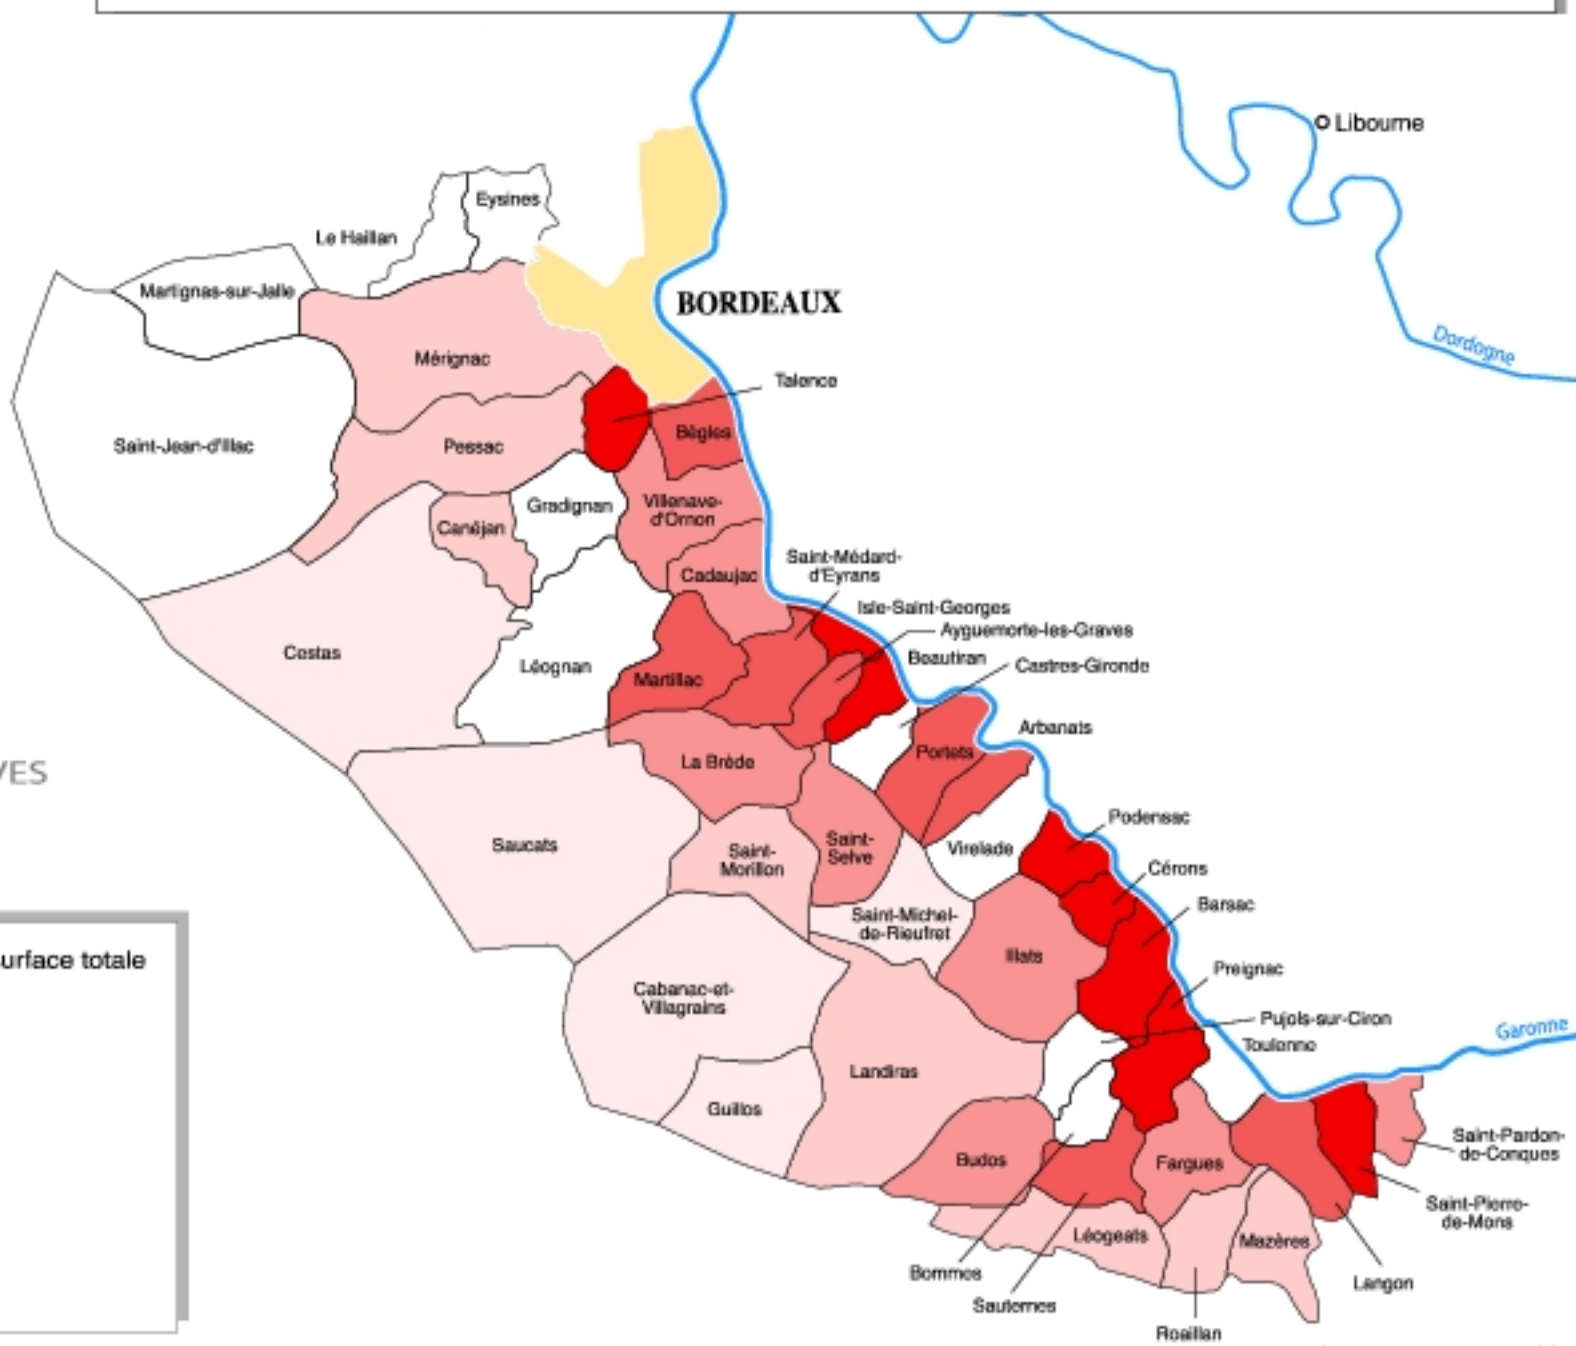 Libourne
Eysines
Le Haillan
Martignas-sur-Jalle
BORDEAUX
Dordogne
Mérignac
Talence
Bègles
Saint-Jean-d'Illac
Pessac
Gradignan
Villenave-
d'Ornon
Canéjan
Cadaujac
Saint-Médard-
d'Eyrans
Isle-Saint-Georges
Ayguemorte-les-Graves
Beautiran
Castres-Gironde
Cestas
Léognan
Martillac
Arbanats
Portets
La Brède
VES
Podensac
Saucats
Saint-
Morillon
Saint-
Selve
Virelade
Cérons
Barsac
Saint-Michel-
de-Rieufret
Illats
urface totale
Preignac
Cabanac-et-
Villagrains
Pujols-sur-Ciron
Toulenne
Garonne
Landiras
Guillos
Budos
Fargues
Saint-Pardon-
de-Conques
Saint-Pierre-
de-Mons
Léogeats
Mazères
Bommes
Langon
Sauternes
Roaillan